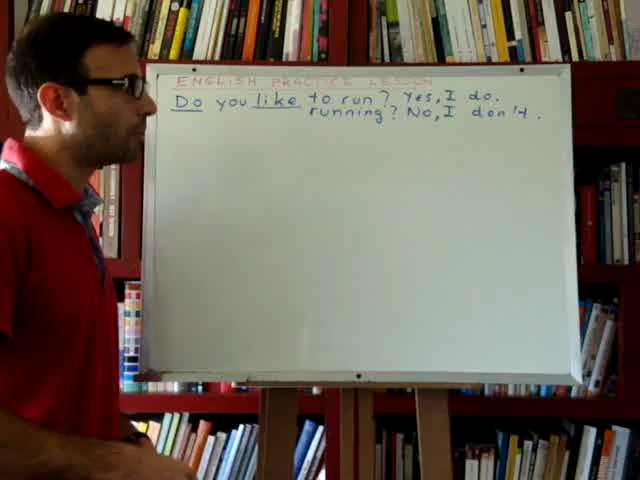 ENGLISH PRACTICE LESSON
Do you like to run? Yes, I do.
running? No, I don't.